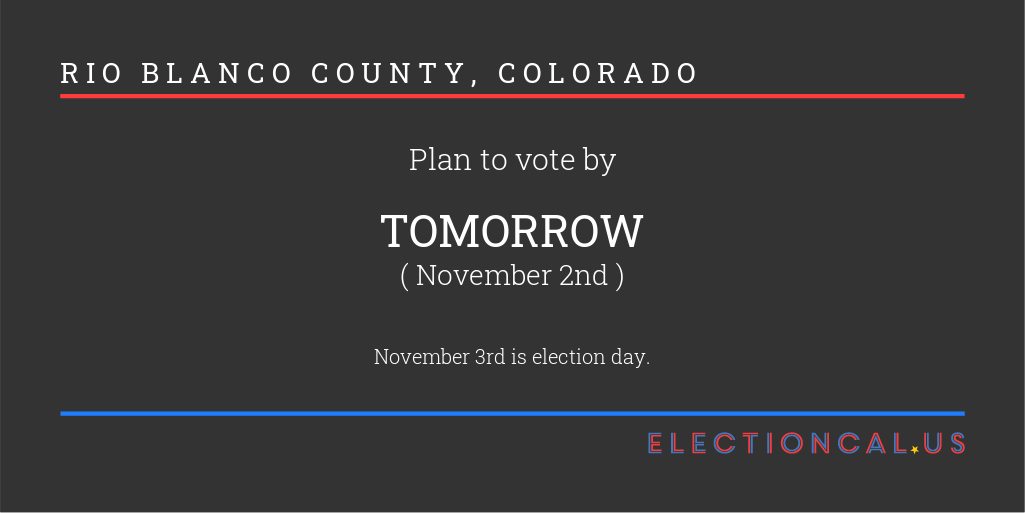 RIO BLANCO COUNTY, COLORADO
Plan to vote by
TOMORROW
( November 2nd )
November 3rd is election day.
ELECTIONCAL.US